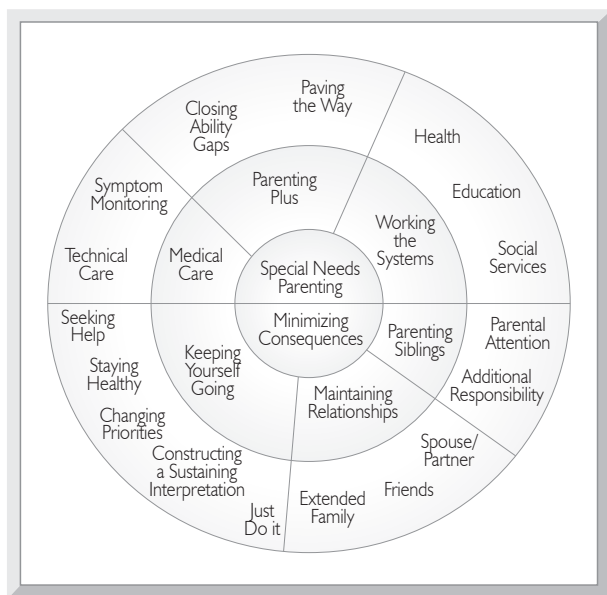 Paving
the Way
Closing
Ability
Gaps
Health
Symptom
Monitoring
Parenting
Plus
Education
Working
the
Systems
Technical
Care
Medical
Care
Special Needs
Parenting
Social
Services
Seeking
Help
Minimizing
Consequences
Parenting
Siblings
Parental
Attention
Keeping
Yourself
Going
Staying
Healthy
Additional
Responsibility
Maintaining
Relationships
Changing
Priorities
Constructing
a Sustaining
Interpretation
Spouse/
Partner
Friends
Extended
Family
Just
Do it